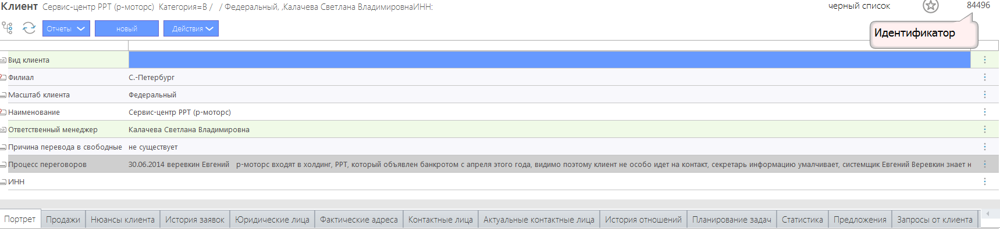 Клиент Сервис-центр РРТ (р-моторс) Категория=В / / Федеральный, ,Калачева Светлана ВладимировнаИНН: черный список 84496
Отчеты новый Действия
Идентификатор
Вид клиента
Филиал С.-Петербург
Масштаб клиента Федеральный
Наименование Сервис-центр РРТ (р-моторс)
Ответственный менеджер Калачева Светлана Владимировна
Причина перевода в свободные не существует
Процесс переговоров 30.06.2014 веревкин Евгений р-моторс входят в холдинг, РРТ, который объявлен банкротом с апреля этого года, видимо поэтому клиент не особо идет на контакт, секретарь информацию умалчивает, системщик Евгений Веревкин знает н
ИНН
Портрет Продажи Нюансы клиента История заявок Юридические лица Фактические адреса Контактные лица Актуальные контактные лица История отношений Планирование задач Статистика Предложения Запросы от клиента